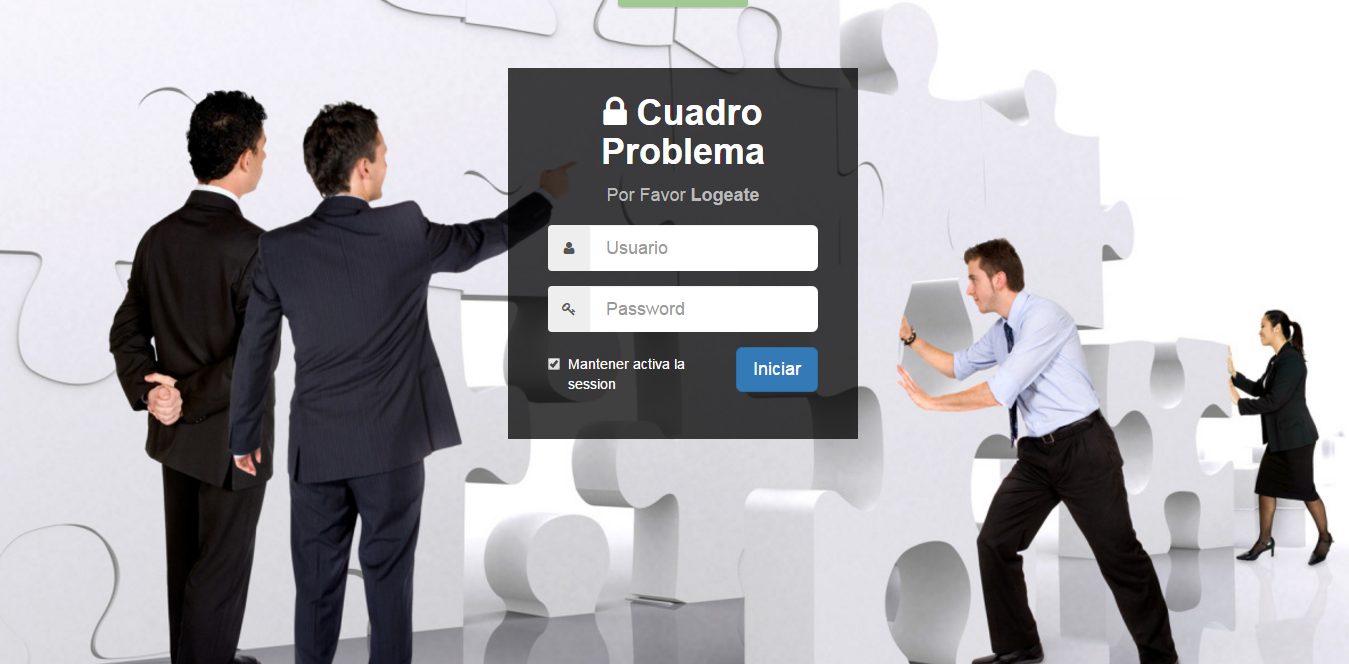 Cuadro
Problema
Por Favor Logeate
Usuario
Password
Mantener activa la
session
Iniciar